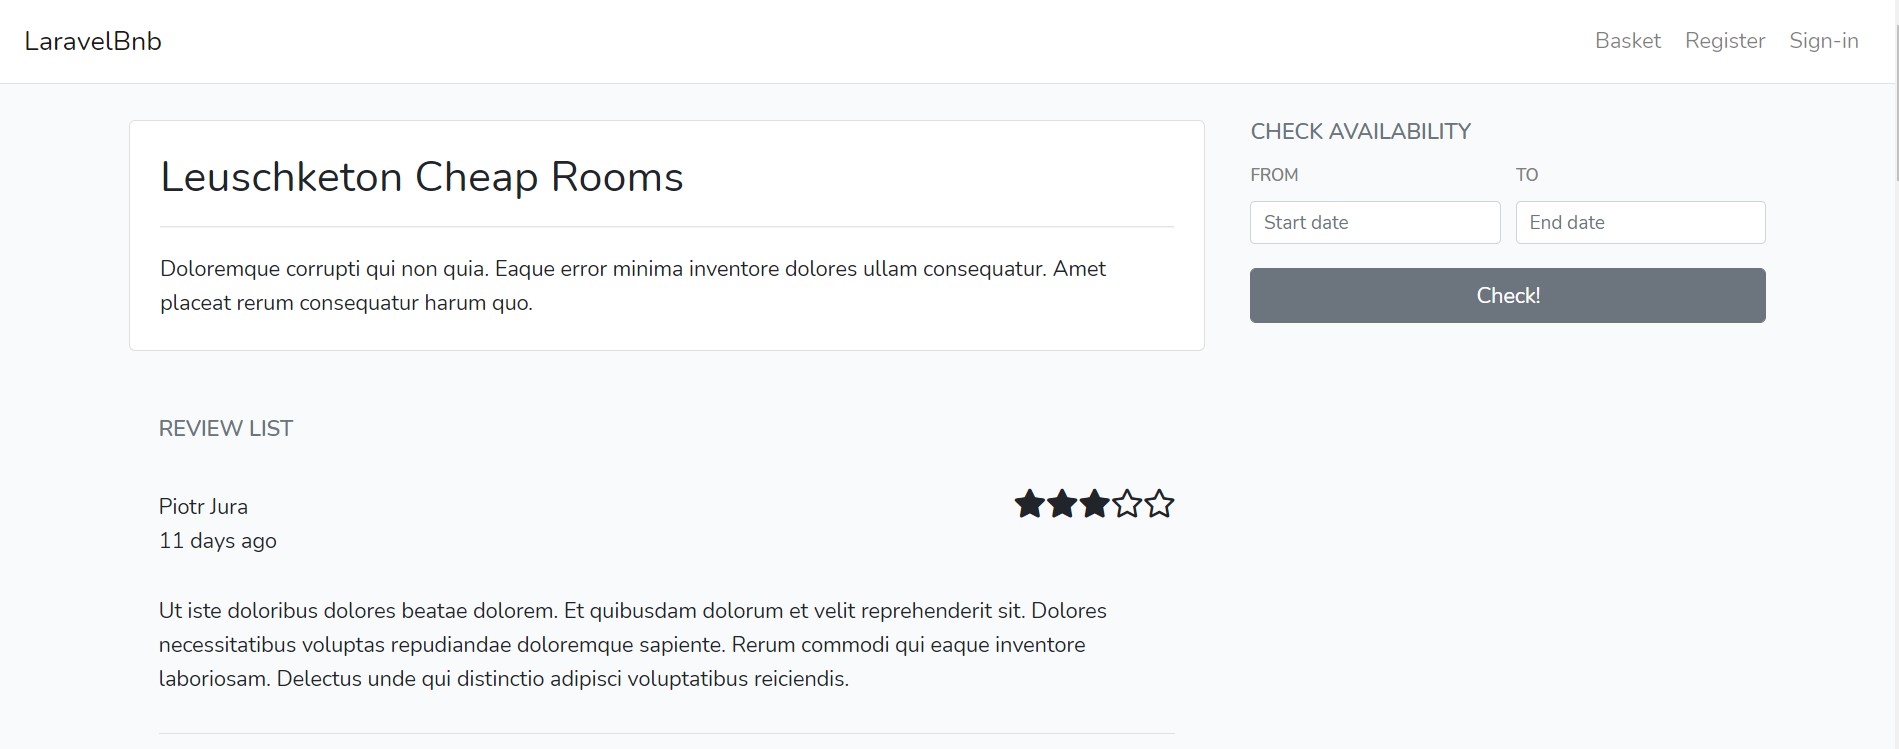 LaravelBnb
Basket Register Sign-in
Leuschketon Cheap Rooms
Doloremque corrupti qui non quia. Eaque error minima inventore dolores ullam consequatur. Amet
placeat rerum consequatur harum quo.
CHECK AVAILABILITY
FROM TO
Start date End date
Check!
REVIEW LIST
Piotr Jura
11 days ago
Ut iste doloribus dolores beatae dolorem. Et quibusdam dolorum et velit reprehenderit sit. Dolores
necessitatibus voluptas repudiandae doloremque sapiente. Rerum commodi qui eaque inventore
laboriosam. Delectus unde qui distinctio adipisci voluptatibus reiciendis.